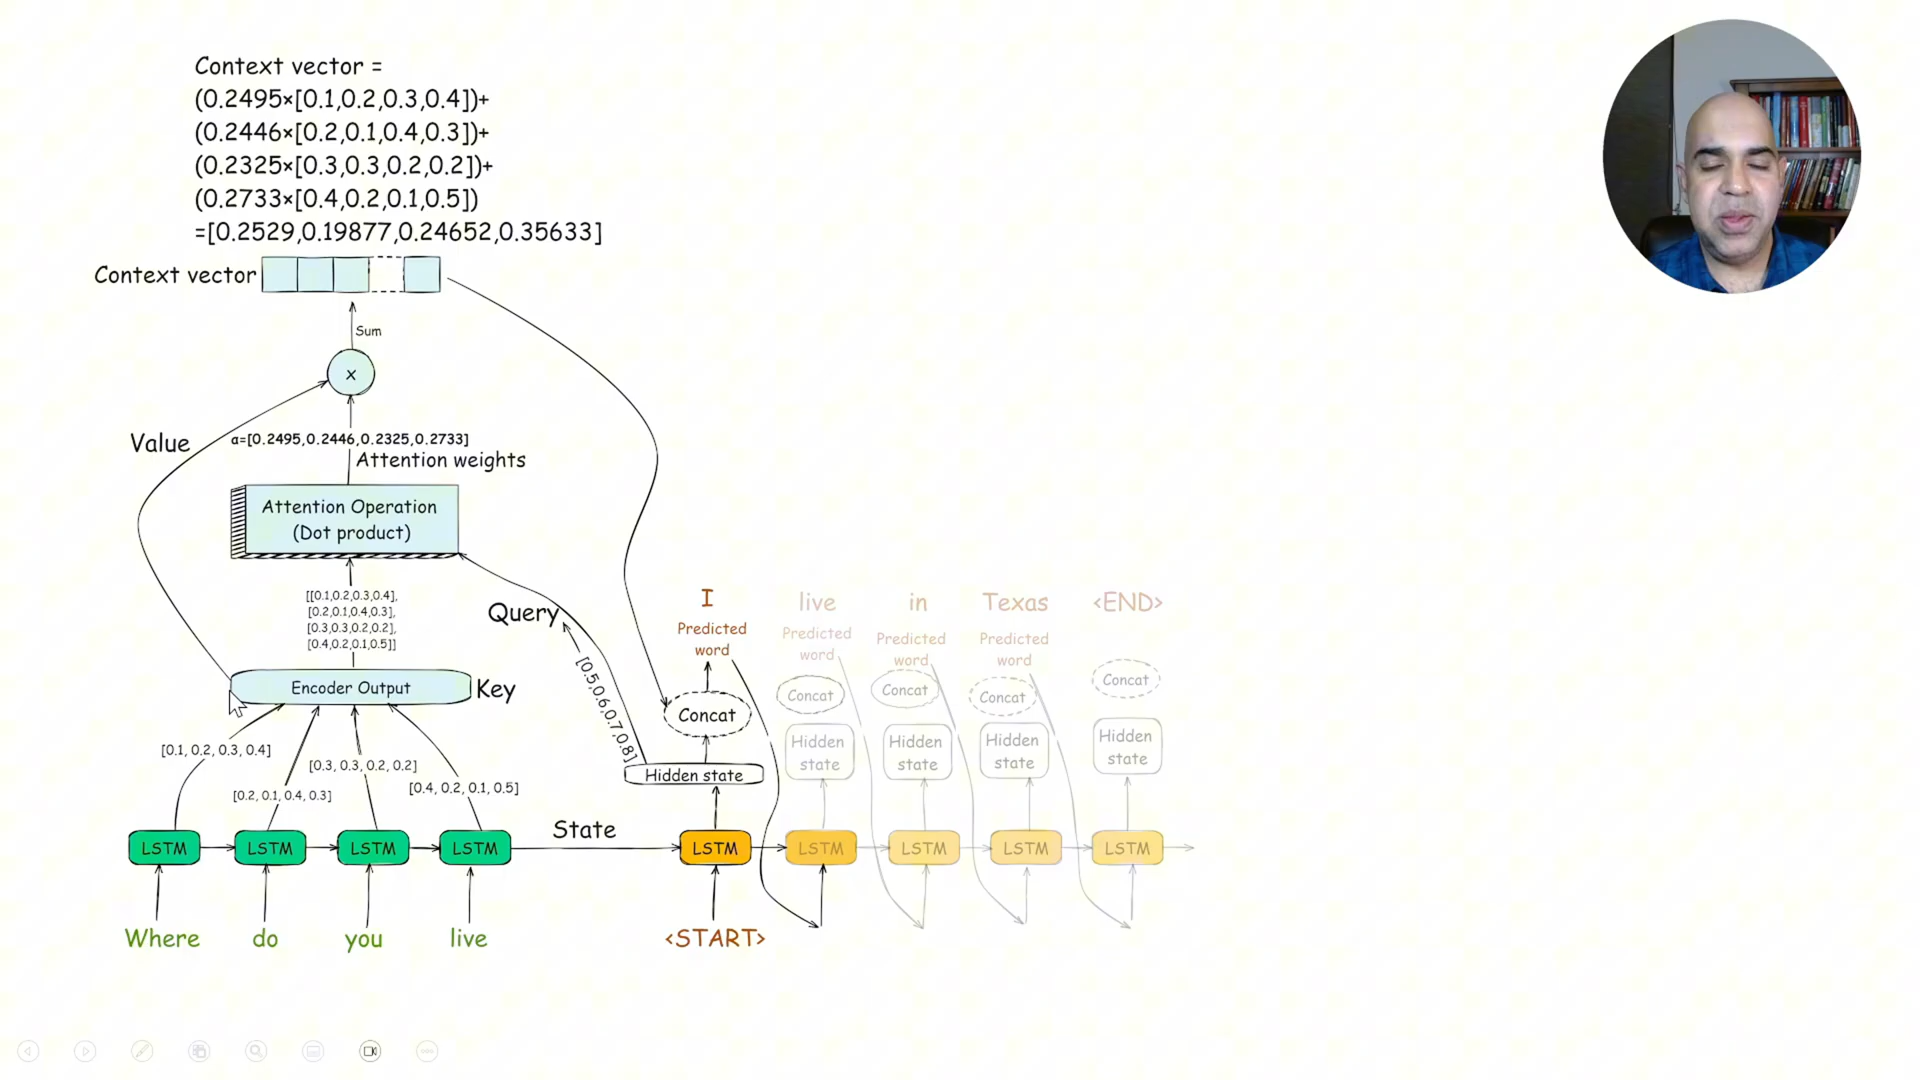 Context vector =
(0.2495×[0.1,0.2,0.3,0.4])+
(0.2446×[0.2,0.1,0.4,0.3])+
(0.2325×[0.3,0.3,0.2,0.2])+
(0.2733×[0.4,0.2,0.1,0.5])
=[0.2529,0.19877,0.24652,0.35633]
Context vector
Sum
x
Value
α=[0.2495,0.2446,0.2325,0.2733]
Attention weights
Attention Operation
(Dot product)
[[0.1,0.2,0.3,0.4],
[0.2,0.1,0.4,0.3],
[0.3,0.3,0.2,0.2],
[0.4,0.2,0.1,0.5]]
Query
[0.5,0.6,0.7,0.8]
Encoder Output
Key
[0.1, 0.2, 0.3, 0.4]
[0.2, 0.1, 0.4, 0.3]
[0.3, 0.3, 0.2, 0.2]
[0.4, 0.2, 0.1, 0.5]
LSTM
LSTM
LSTM
LSTM
State
Where
do
you
live
I
Predicted
word
Concat
Hidden state
LSTM
<START>
live
Predicted
word
Concat
Hidden
state
LSTM
in
Predicted
word
Concat
Hidden
state
LSTM
Texas
Predicted
word
Concat
Hidden
state
LSTM
<END>
Concat
Hidden
state
LSTM